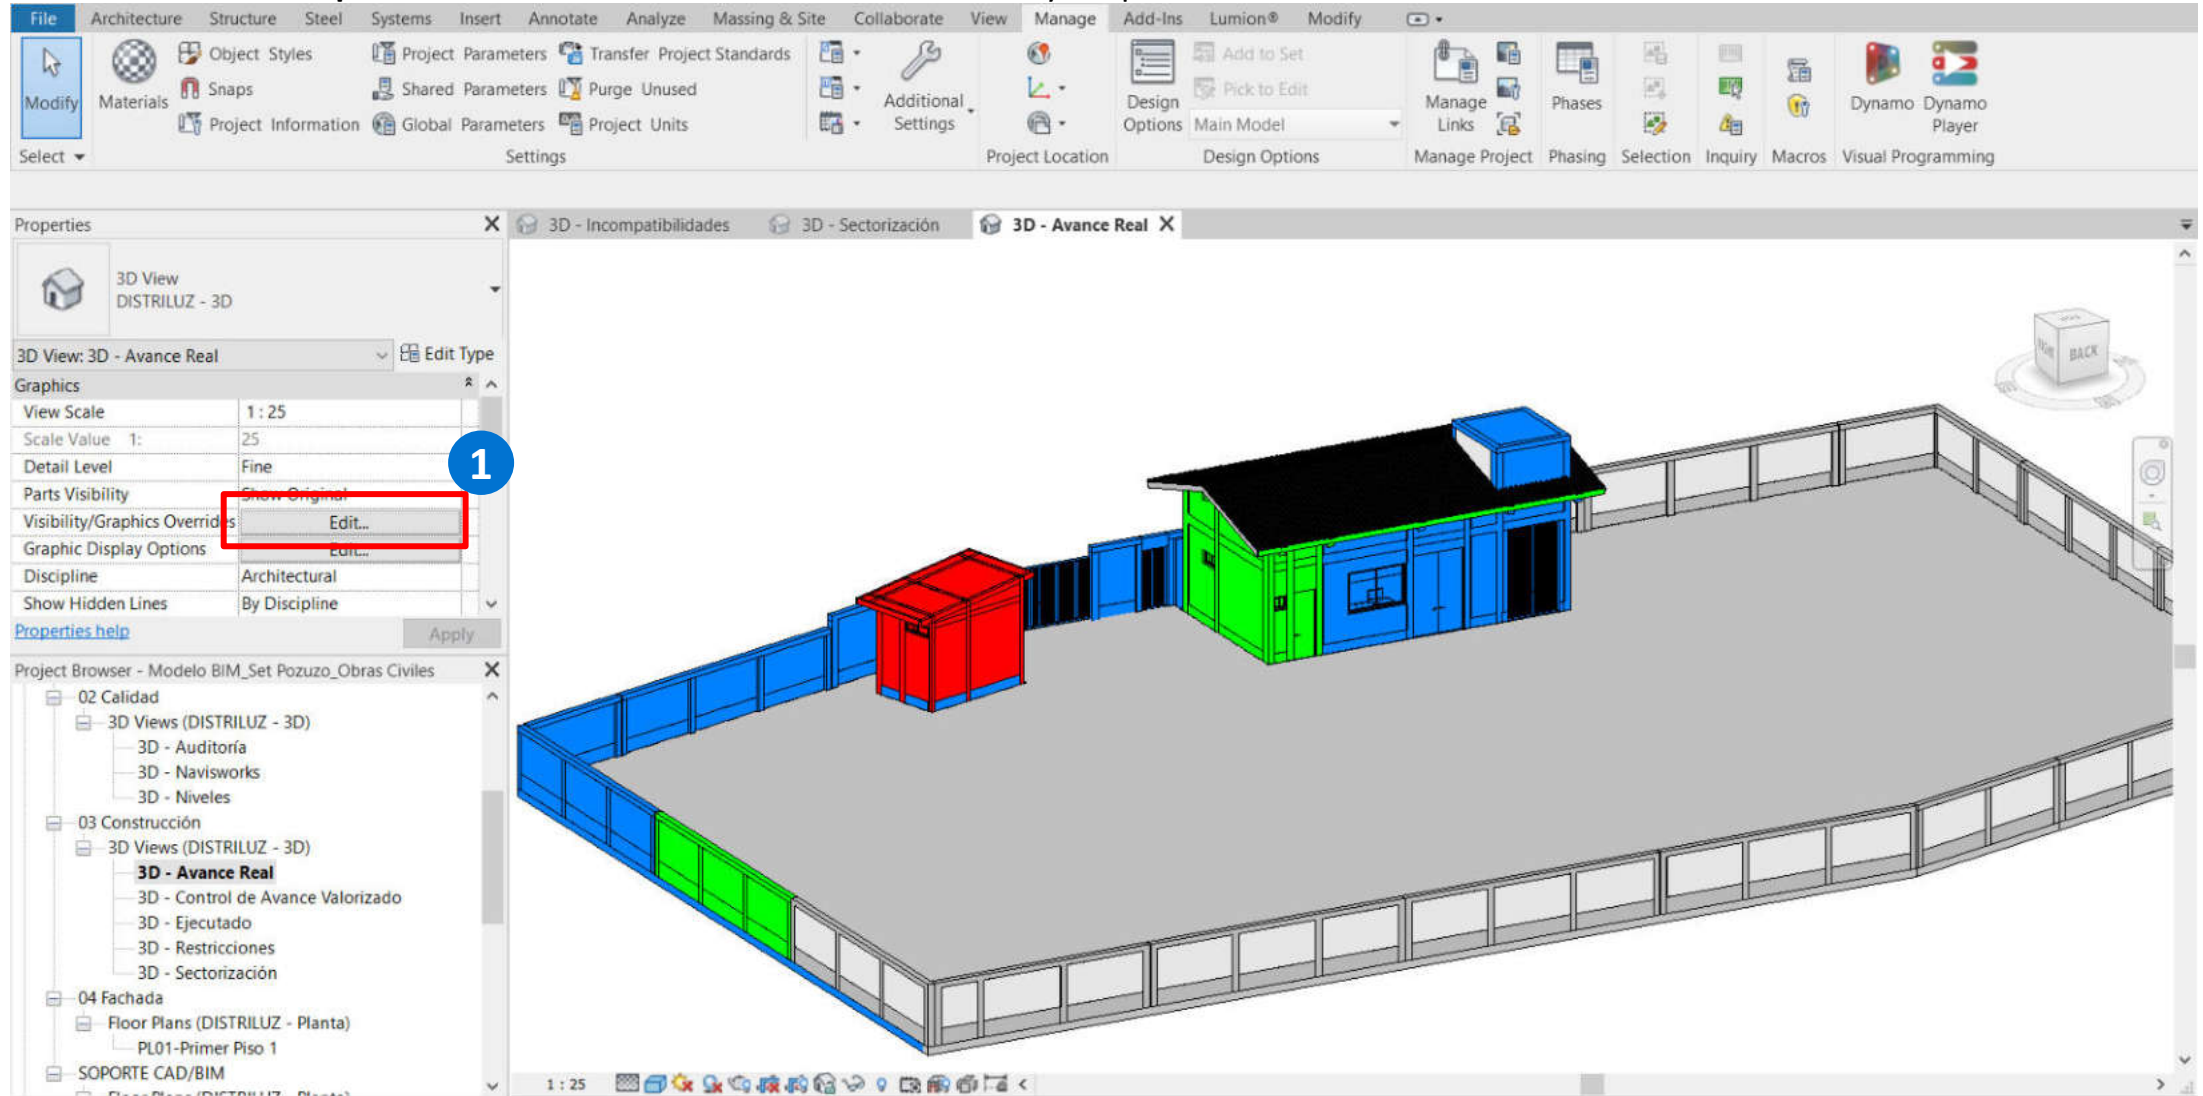 File Architecture Structure Steel Systems Insert Annotate Analyze Massing & Site Collaborate View Manage Add-Ins Lumion® Modify
Modify
Select
Materials
Object Styles
Snaps
Project Information
Project Parameters
Shared Parameters
Global Parameters
Transfer Project Standards
Purge Unused
Project Units
Additional
Settings
Settings
Project Location
Design
Options
Add to Set
Pick to Edit
Main Model
Design Options
Manage
Links
Manage Project
Phases
Phasing
Selection
Inquiry
Macros
Dynamo
Dynamo
Player
Visual Programming
Properties
3D - Incompatibilidades
3D - Sectorización
3D - Avance Real
3D View
DISTRILUZ - 3D
3D View: 3D - Avance Real
Edit Type
Graphics
View Scale 1 : 25
Scale Value 1: 25
Detail Level Fine
1
Parts Visibility Show Original
Visibility/Graphics Overrides Edit...
Graphic Display Options Edit...
Discipline Architectural
Show Hidden Lines By Discipline
Properties help
Apply
Project Browser - Modelo BIM_Set Pozuzo_Obras Civiles
02 Calidad
3D Views (DISTRILUZ - 3D)
3D - Auditoría
3D - Navisworks
3D - Niveles
03 Construcción
3D Views (DISTRILUZ - 3D)
3D - Avance Real
3D - Control de Avance Valorizado
3D - Ejecutado
3D - Restricciones
3D - Sectorización
04 Fachada
Floor Plans (DISTRILUZ - Planta)
PL01-Primer Piso 1
SOPORTE CAD/BIM
BACK
1 : 25